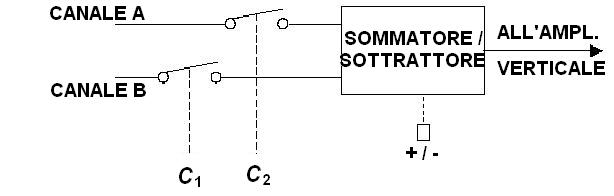 CANALE A
CANALE B
SOMMATORE /
SOTTRATTORE
ALL'AMPL.
VERTICALE
+ / -
C1
C2